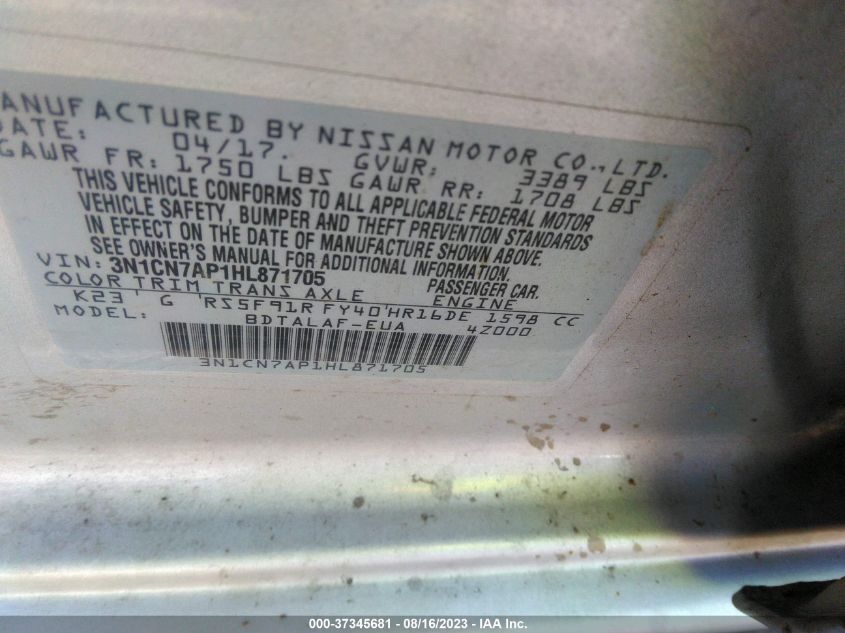 MANUFACTURED BY NISSAN MOTOR CO., LTD.
DATE: 04/17. GVWR: 3389 LBS
GAWR FR: 1750 LBS GAWR RR: 1708 LBS
THIS VEHICLE CONFORMS TO ALL APPLICABLE FEDERAL MOTOR
VEHICLE SAFETY, BUMPER AND THEFT PREVENTION STANDARDS
IN EFFECT ON THE DATE OF MANUFACTURE SHOWN ABOVE.
SEE OWNER'S MANUAL FOR ADDITIONAL INFORMATION.
VIN: 3N1CN7AP1HL871705 PASSENGER CAR.
COLOR TRIM TRANS AXLE ENGINE
K23' G 'RS5F91R FY40'HR16DE 1598 CC
MODEL: BDTALAF-EUA 4Z000
3N1CN7AP1HL871705
000-37345681 - 08/16/2023 - IAA Inc.